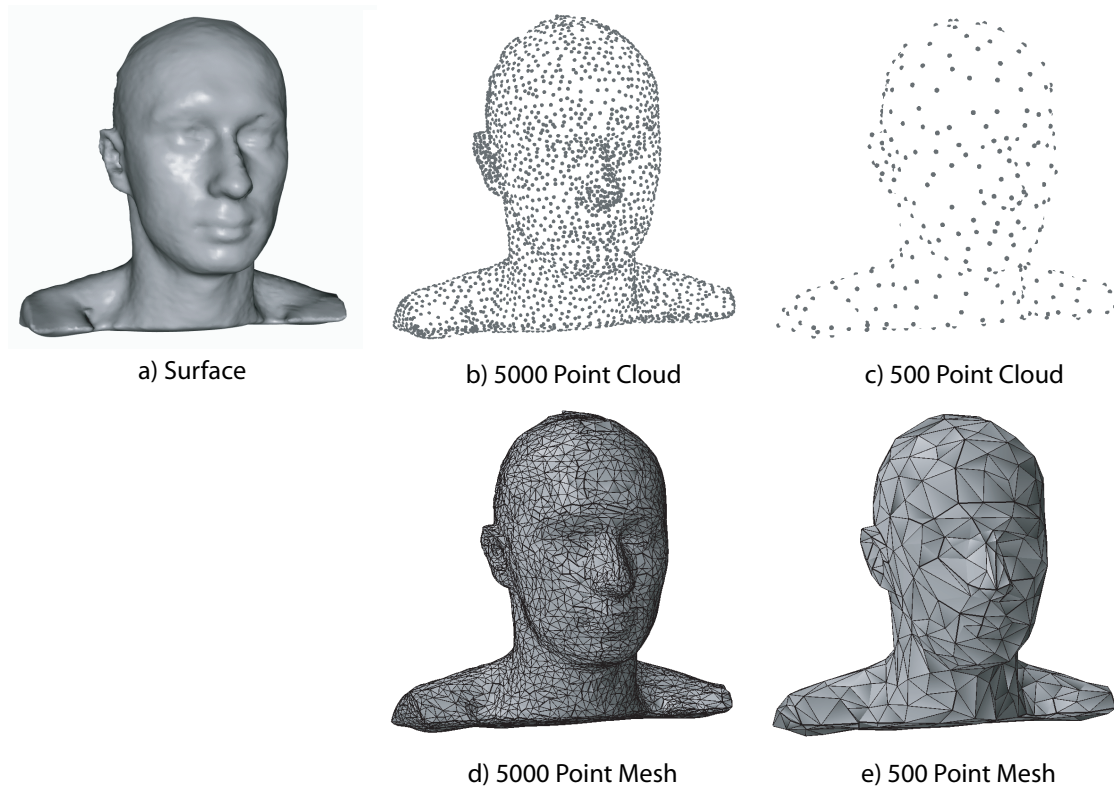 a) Surface
b) 5000 Point Cloud
c) 500 Point Cloud
d) 5000 Point Mesh
e) 500 Point Mesh